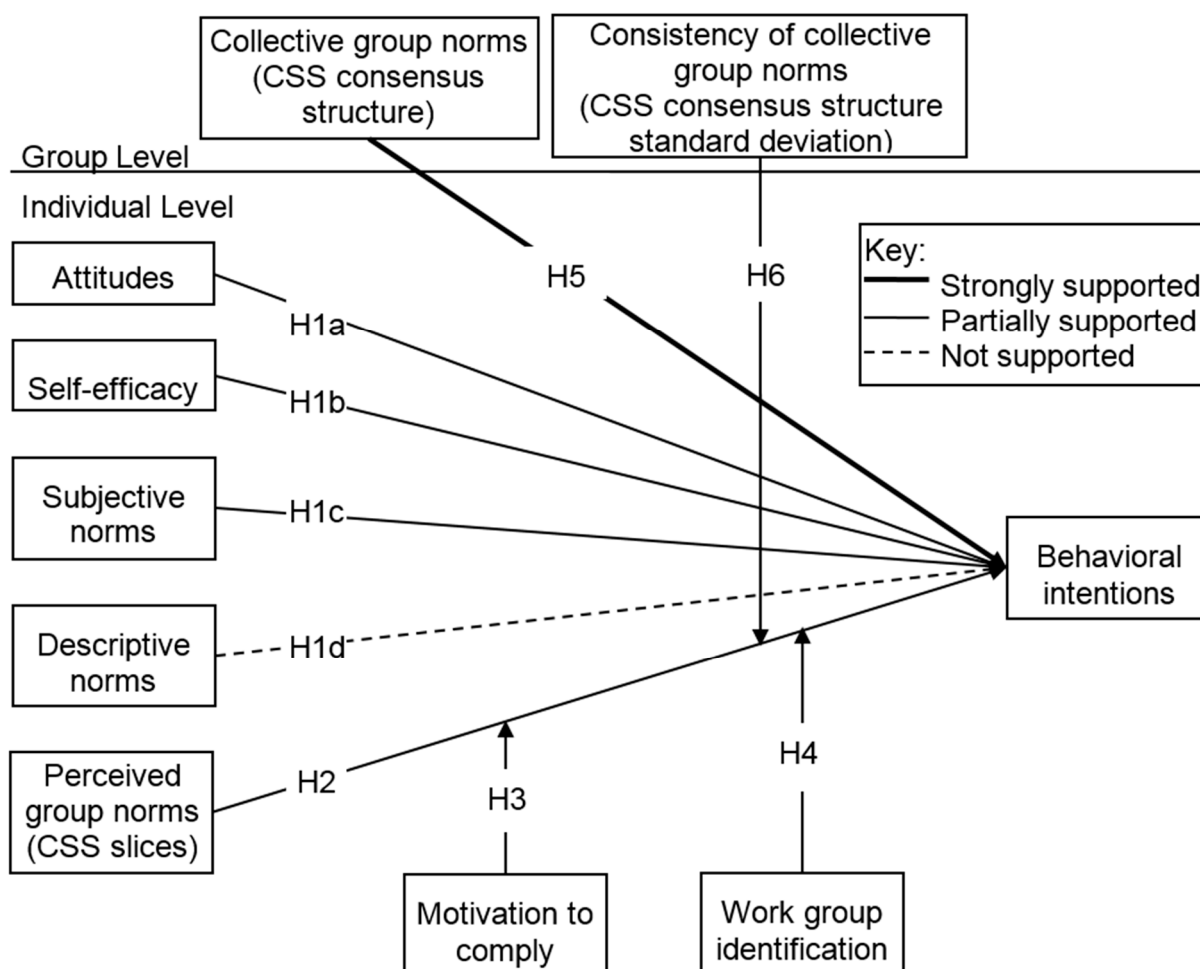 Collective group norms
(CSS consensus
structure)
Consistency of collective
group norms
(CSS consensus structure
standard deviation)
Group Level
Individual Level
Attitudes
Self-efficacy
Subjective
norms
Descriptive
norms
Perceived
group norms
(CSS slices)
H1a
H1b
H1c
H1d
H2
H3
H4
H5
H6
Key:
Strongly supported
Partially supported
Not supported
Behavioral
intentions
Motivation to
comply
Work group
identification